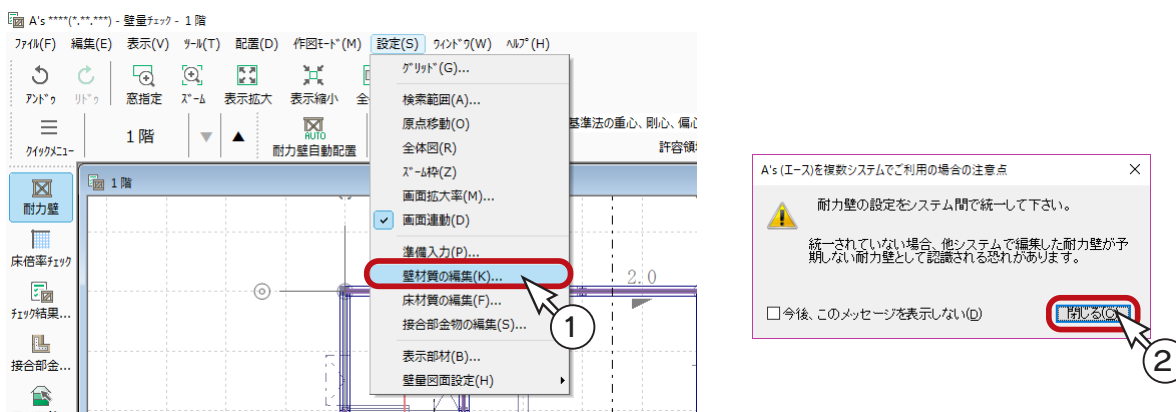 A's ****(*.**.***) - 壁量ﾁｪｯｸ - 1 階
ﾌｧｲﾙ(F) 編集(E) 表示(V) ﾂｰﾙ(T) 配置(D) 作図ﾓｰﾄﾞ(M) 設定(S) ｳｨﾝﾄﾞｳ(W) ﾍﾙﾌﾟ(H)
ｱﾝﾄﾞｩ ﾘﾄﾞｩ 窓指定 ｽﾞｰﾑ 表示拡大 表示縮小 全
ｸｲｯｸﾒﾆｭｰ 1 階 ▼ ▲ AUTO 耐力壁自動配置
基準法の重心、剛心、偏心
許容領
1 階
耐力壁
床倍率ﾁｪｯｸ
ﾁｪｯｸ結果...
接合部金...
ｸﾞﾘｯﾄﾞ(G)...
検索範囲(A)...
原点移動(O)
全体図(R)
ｽﾞｰﾑ枠(Z)
画面拡大率(M)...
画面連動(D)
準備入力(P)...
壁材質の編集(K)...
床材質の編集(F)...
接合部金物の編集(S)...
表示部材(B)...
壁量図面設定(H)
2.0
1
A's (ｴｰｽ)を複数システムでご利用の場合の注意点
耐力壁の設定をシステム間で統一して下さい。
統一されていない場合、他システムで編集した耐力壁が予
期しない耐力壁として認識される恐れがあります。
今後、このメッセージを表示しない(D)
閉じる(C)
2